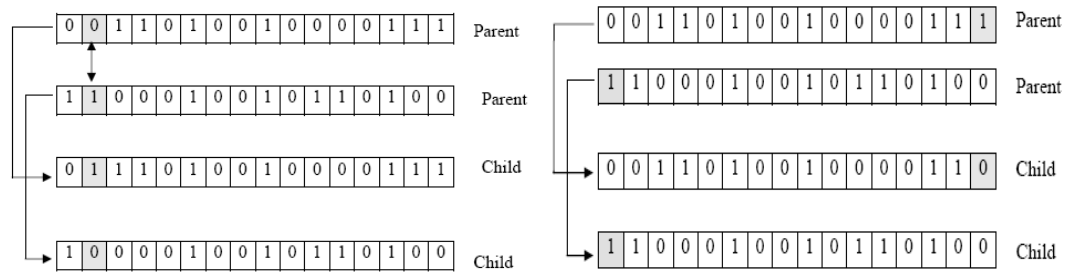 0 0 1 1 0 1 0 0 1 0 0 0 0 1 1 1 Parent
1 1 0 0 0 1 0 0 1 0 1 1 0 1 0 0 Parent
0 1 1 1 0 1 0 0 1 0 0 0 0 1 1 1 Child
1 0 0 0 0 1 0 0 1 0 1 1 0 1 0 0 Child
0 0 1 1 0 1 0 0 1 0 0 0 0 1 1 1 Parent
1 1 0 0 0 1 0 0 1 0 1 1 0 1 0 0 Parent
0 0 1 1 0 1 0 0 1 0 0 0 0 1 1 0 Child
1 1 0 0 0 1 0 0 1 0 1 1 0 1 0 0 Child